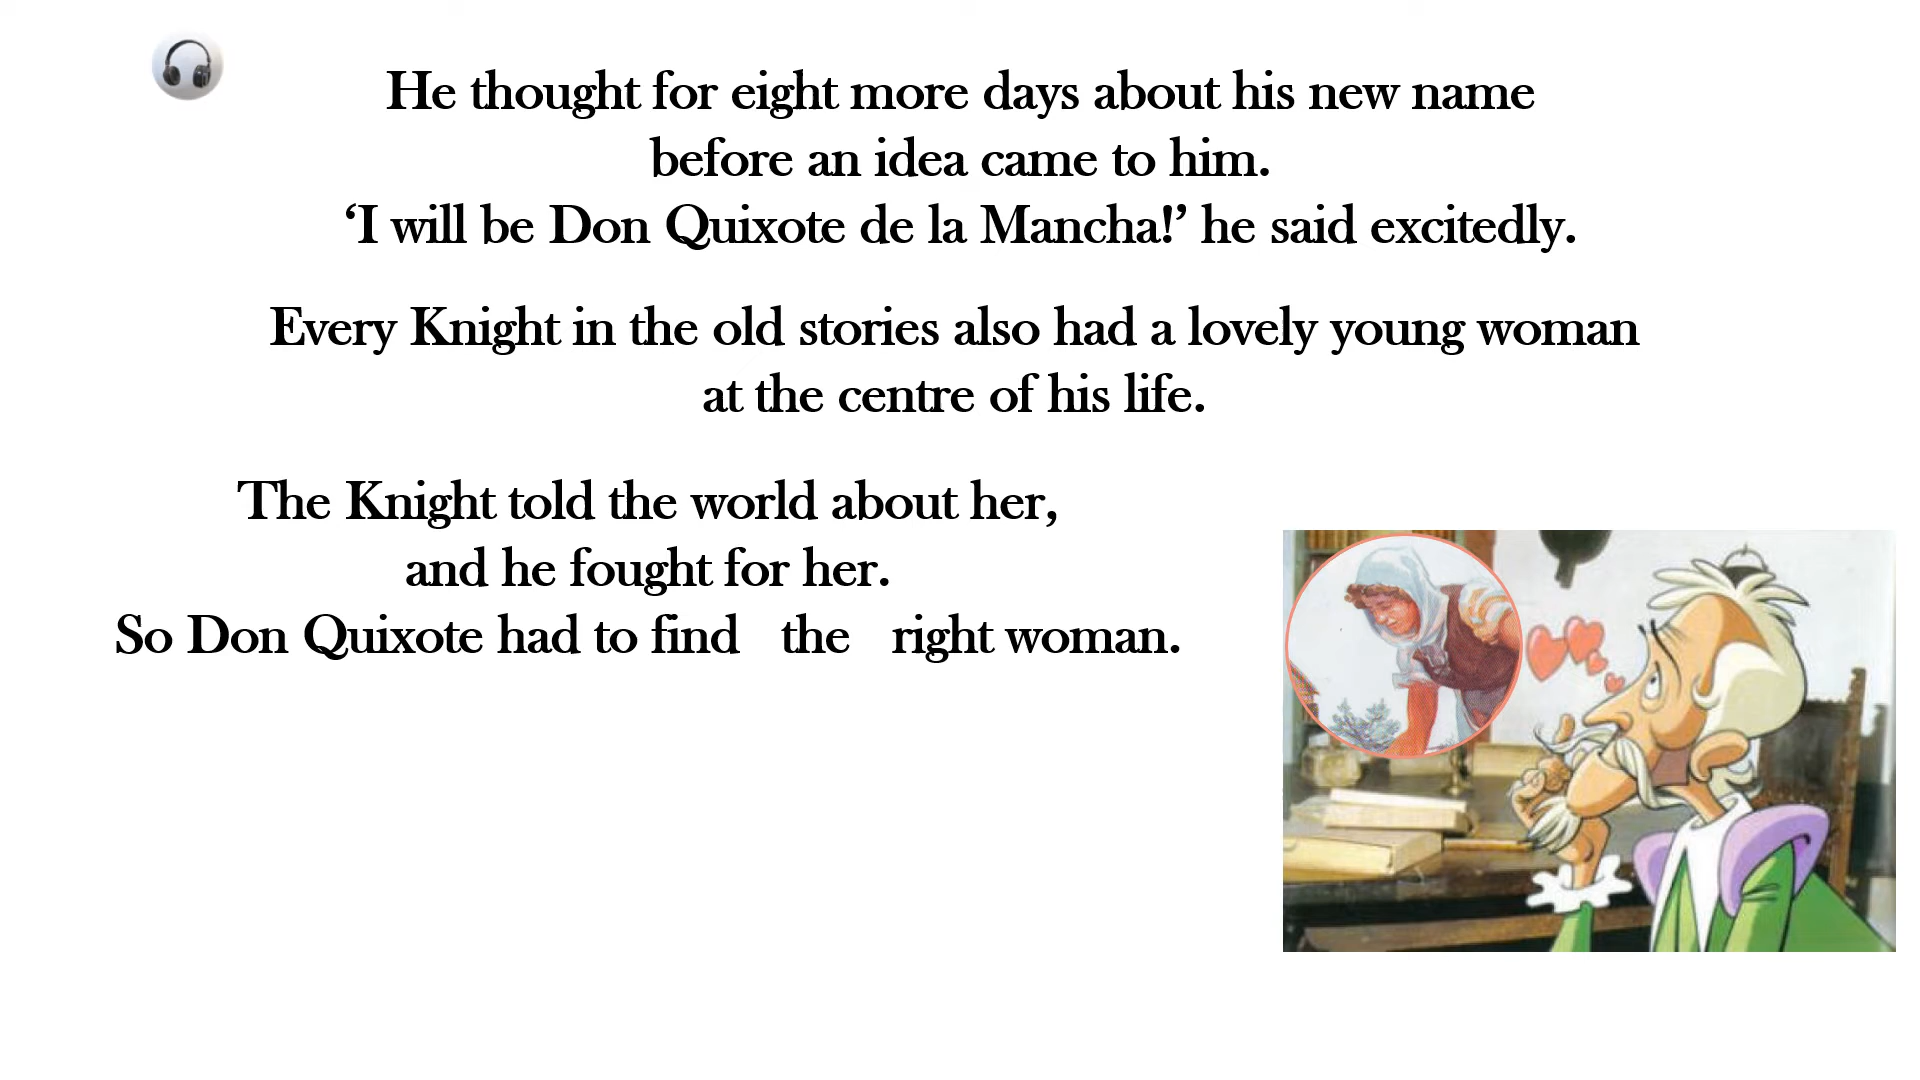 He thought for eight more days about his new name
before an idea came to him.
‘I will be Don Quixote de la Mancha!’ he said excitedly.
Every Knight in the old stories also had a lovely young woman
at the centre of his life.
The Knight told the world about her,
and he fought for her.
So Don Quixote had to find the right woman.